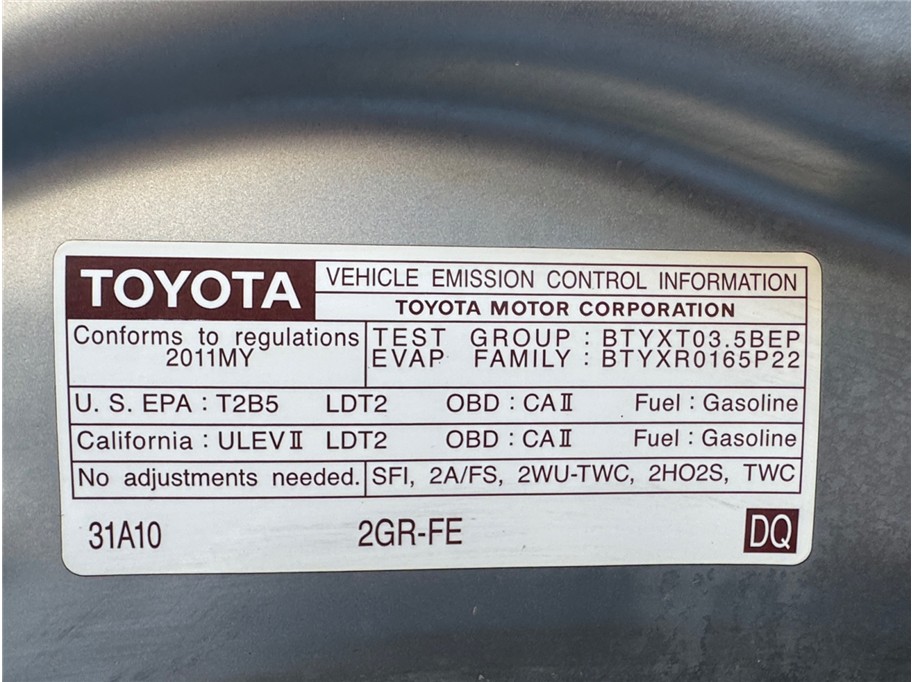 TOYOTA
VEHICLE EMISSION CONTROL INFORMATION
TOYOTA MOTOR CORPORATION
Conforms to regulations
2011MY
TEST GROUP : BTYXT03.5BEP
EVAP FAMILY : BTYXR0165P22
U. S. EPA : T2B5 LDT2 OBD : CAⅡ Fuel : Gasoline
California : ULEVⅡ LDT2 OBD : CAⅡ Fuel : Gasoline
No adjustments needed. SFI, 2A/FS, 2WU-TWC, 2HO2S, TWC
31A10 2GR-FE DQ